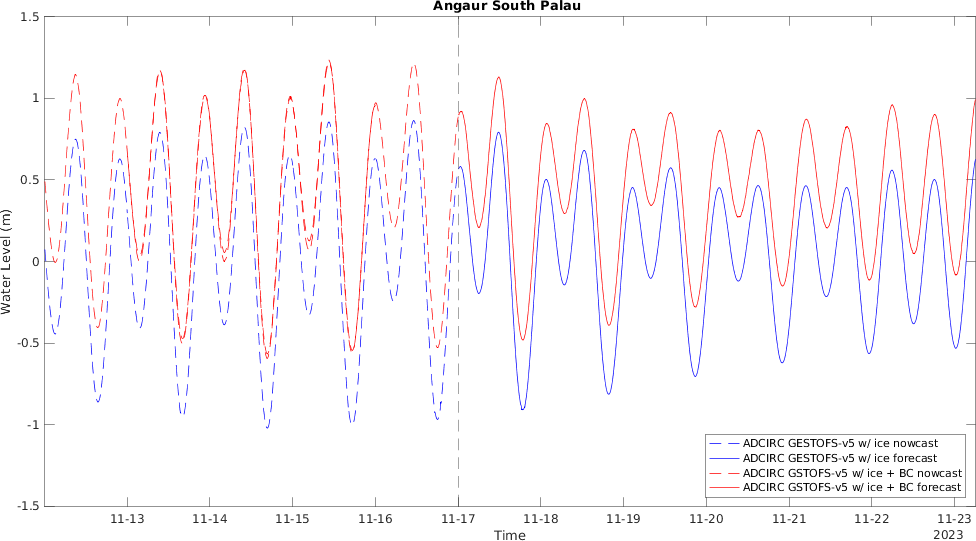 Angaur South Palau
1.5
1
0.5
0
-0.5
-1
-1.5
Water Level (m)
ADCIRC GESTOFS-v5 w/ ice nowcast
ADCIRC GESTOFS-v5 w/ ice forecast
ADCIRC GSTOFS-v5 w/ ice + BC nowcast
ADCIRC GSTOFS-v5 w/ ice + BC forecast
11-13 11-14 11-15 11-16 11-17 11-18 11-19 11-20 11-21 11-22 11-23
Time 2023